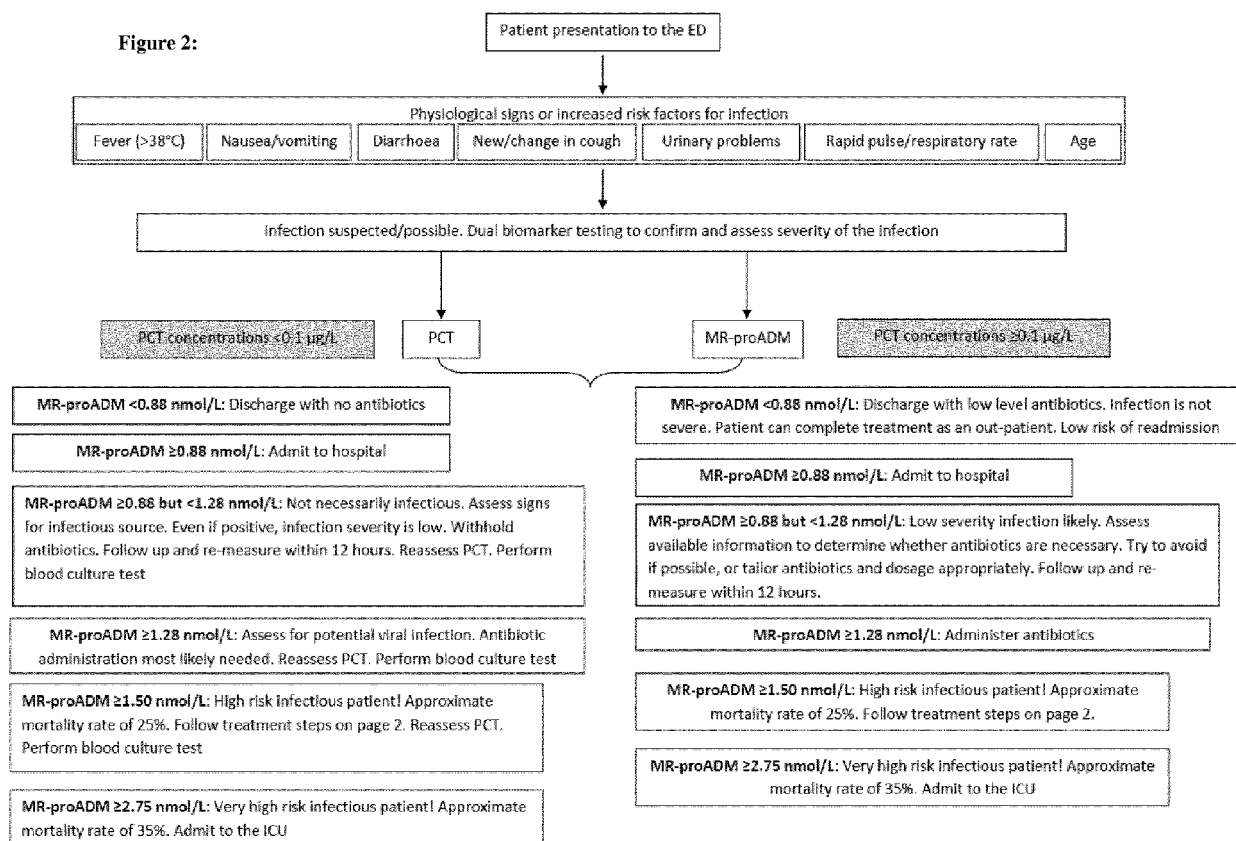 Figure 2:
Patient presentation to the ED
Physiological signs or increased risk factors for infection
Fever (>38°C)
Nausea/vomiting
Diarrhoea
New/change in cough
Urinary problems
Rapid pulse/respiratory rate
Age
Infection suspected/possible. Dual biomarker testing to confirm and assess severity of the infection
PCT concentrations <0.1 µg/L
PCT
MR-proADM
PCT concentrations ≥0.1 µg/L
MR-proADM <0.88 nmol/L: Discharge with no antibiotics
MR-proADM ≥0.88 nmol/L: Admit to hospital
MR-proADM ≥0.88 but <1.28 nmol/L: Not necessarily infectious. Assess signs
for infectious source. Even if positive, infection severity is low. Withhold
antibiotics. Follow up and re-measure within 12 hours. Reassess PCT. Perform
blood culture test
MR-proADM ≥1.28 nmol/L: Assess for potential viral infection. Antibiotic
administration most likely needed. Reassess PCT. Perform blood culture test
MR-proADM ≥1.50 nmol/L: High risk infectious patient! Approximate
mortality rate of 25%. Follow treatment steps on page 2. Reassess PCT.
Perform blood culture test
MR-proADM ≥2.75 nmol/L: Very high risk infectious patient! Approximate
mortality rate of 35%. Admit to the ICU
MR-proADM <0.88 nmol/L: Discharge with low level antibiotics. Infection is not
severe. Patient can complete treatment as an out-patient. Low risk of readmission
MR-proADM ≥0.88 nmol/L: Admit to hospital
MR-proADM ≥0.88 but <1.28 nmol/L: Low severity infection likely. Assess
available information to determine whether antibiotics are necessary. Try to avoid
if possible, or tailor antibiotics and dosage appropriately. Follow up and re-
measure within 12 hours.
MR-proADM ≥1.28 nmol/L: Administer antibiotics
MR-proADM ≥1.50 nmol/L: High risk infectious patient! Approximate
mortality rate of 25%. Follow treatment steps on page 2.
MR-proADM ≥2.75 nmol/L: Very high risk infectious patient! Approximate
mortality rate of 35%. Admit to the ICU